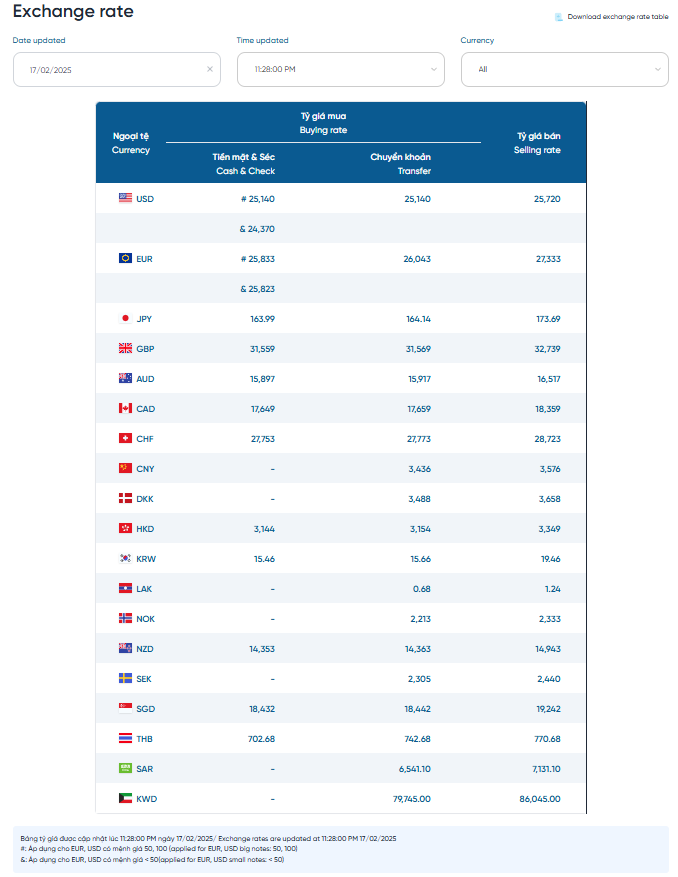 Exchange rate
Download exchange rate table
Date updated Time updated Currency
17/02/2025 11:28:00 PM All
Tỷ giá mua
Buying rate
Ngoại tệ
Currency
Tiền mặt & Séc
Cash & Check
Chuyển khoản
Transfer
Tỷ giá bán
Selling rate
USD # 25,140 25,140 25,720
& 24,370
EUR # 25,833 26,043 27,333
& 25,823
JPY 163.99 164.14 173.69
GBP 31,559 31,569 32,739
AUD 15,897 15,917 16,517
CAD 17,649 17,659 18,359
CHF 27,753 27,773 28,723
CNY - 3,436 3,576
DKK - 3,488 3,658
HKD 3,144 3,154 3,349
KRW 15.46 15.66 19.46
LAK - 0.68 1.24
NOK - 2,213 2,333
NZD 14,353 14,363 14,943
SEK - 2,305 2,440
SGD 18,432 18,442 19,242
THB 702.68 742.68 770.68
SAR - 6,541.10 7,131.10
KWD - 79,745.00 86,045.00
Bảng tỷ giá được cập nhật lúc 11:28:00 PM ngày 17/02/2025/ Exchange rates are updated at 11:28:00 PM 17/02/2025
#: Áp dụng cho EUR, USD có mệnh giá 50, 100 (applied for EUR, USD big notes: 50, 100)
&: Áp dụng cho EUR, USD có mệnh giá < 50(applied for EUR, USD small notes: < 50)